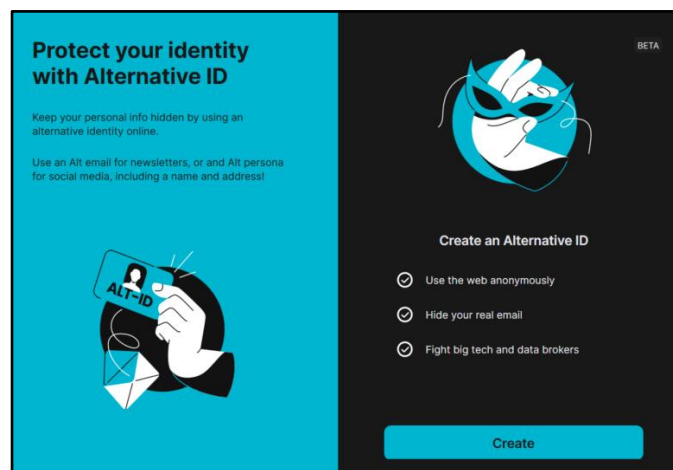 Protect your identity
with Alternative ID
Keep your personal info hidden by using an
alternative identity online.
Use an Alt email for newsletters, or and Alt persona
for social media, including a name and address!
ALT-ID
BETA
Create an Alternative ID
Use the web anonymously
Hide your real email
Fight big tech and data brokers
Create